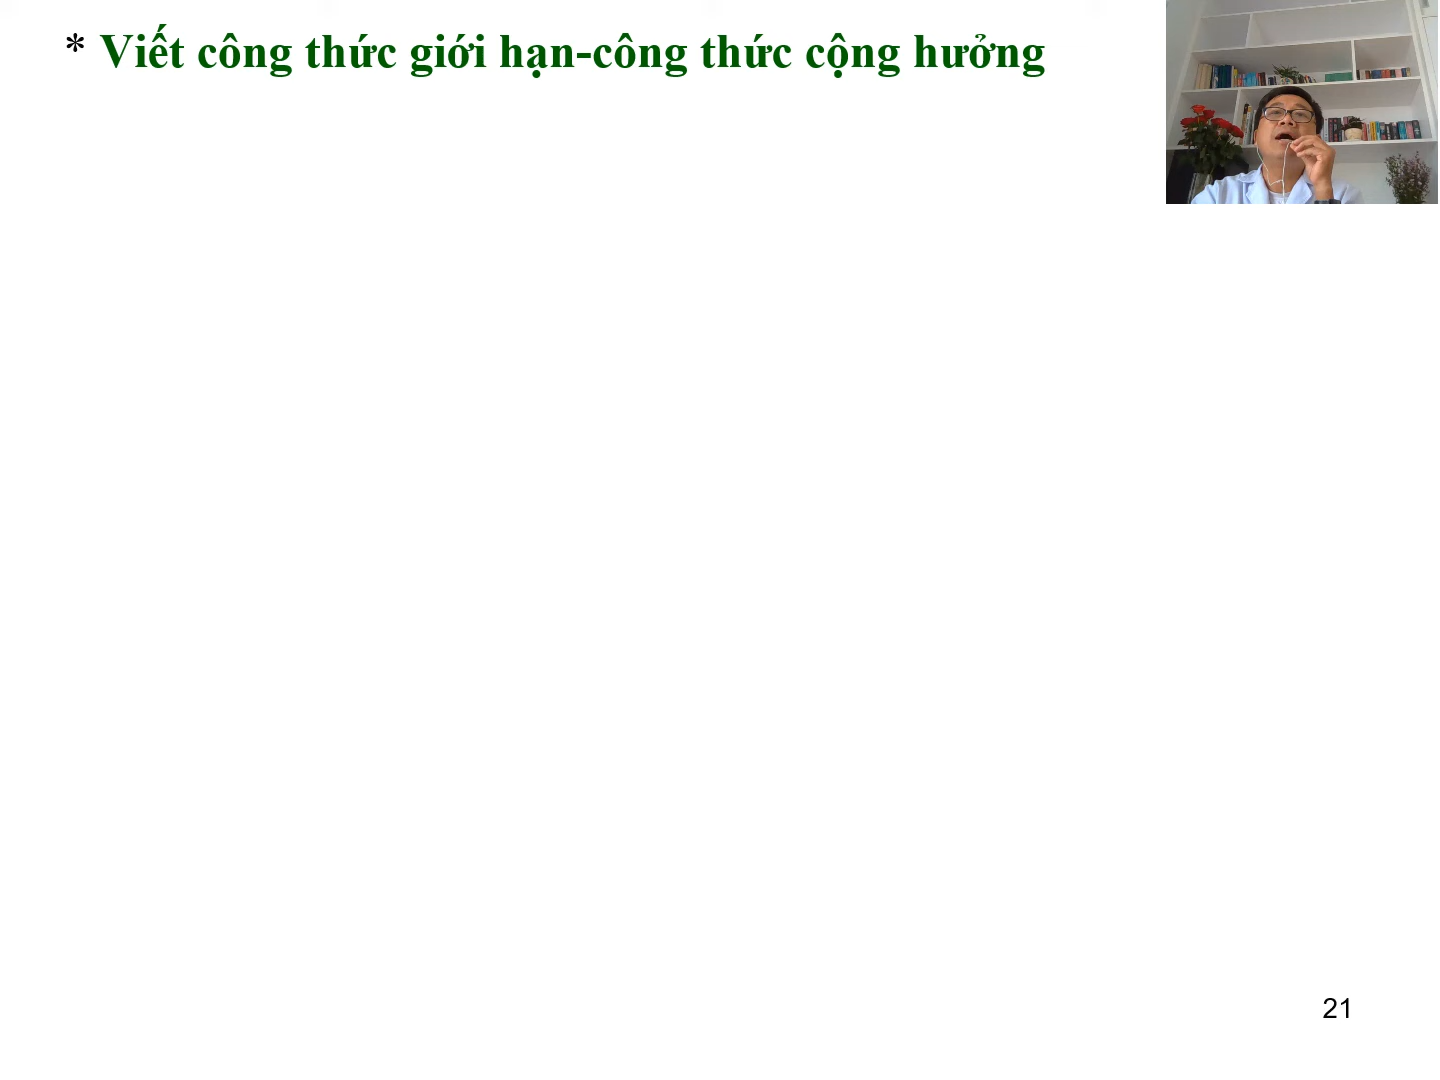 * Viết công thức giới hạn-công thức cộng hưởng
21